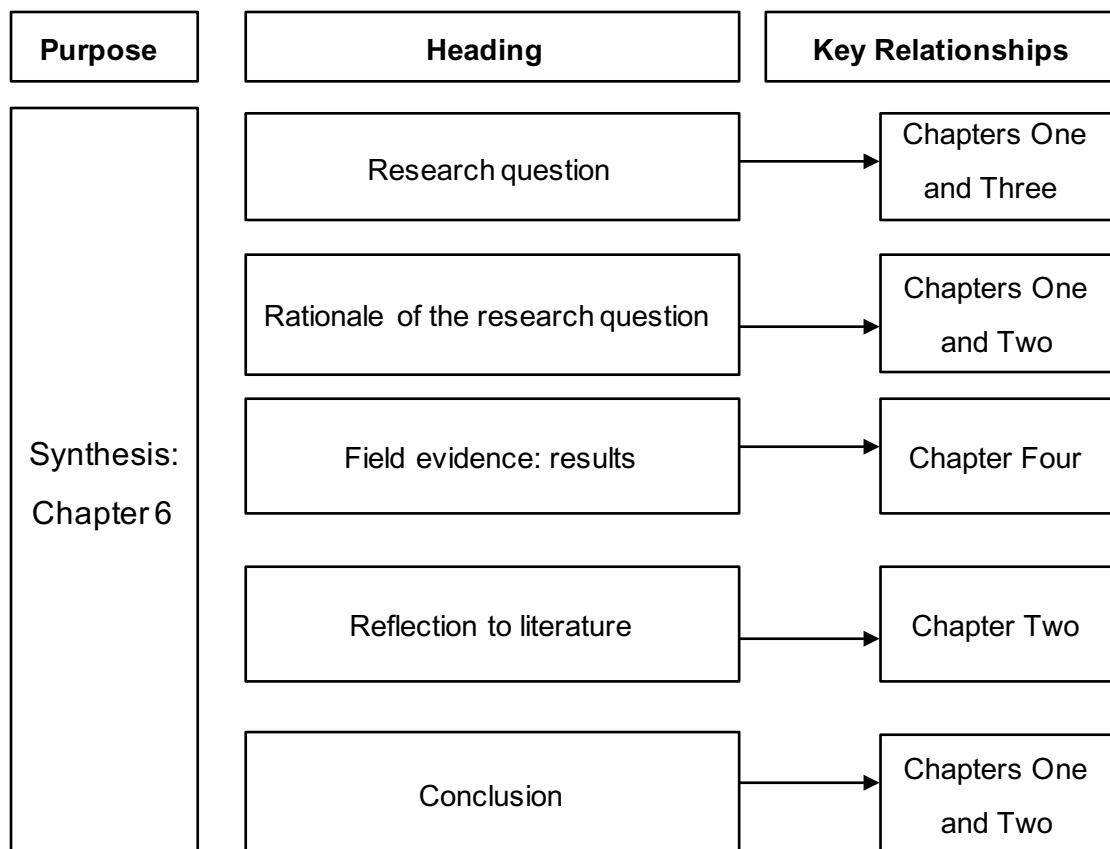 Purpose
Heading
Key Relationships
Synthesis:
Chapter 6
Research question
Chapters One
and Three
Rationale of the research question
Chapters One
and Two
Field evidence: results
Chapter Four
Reflection to literature
Chapter Two
Conclusion
Chapters One
and Two